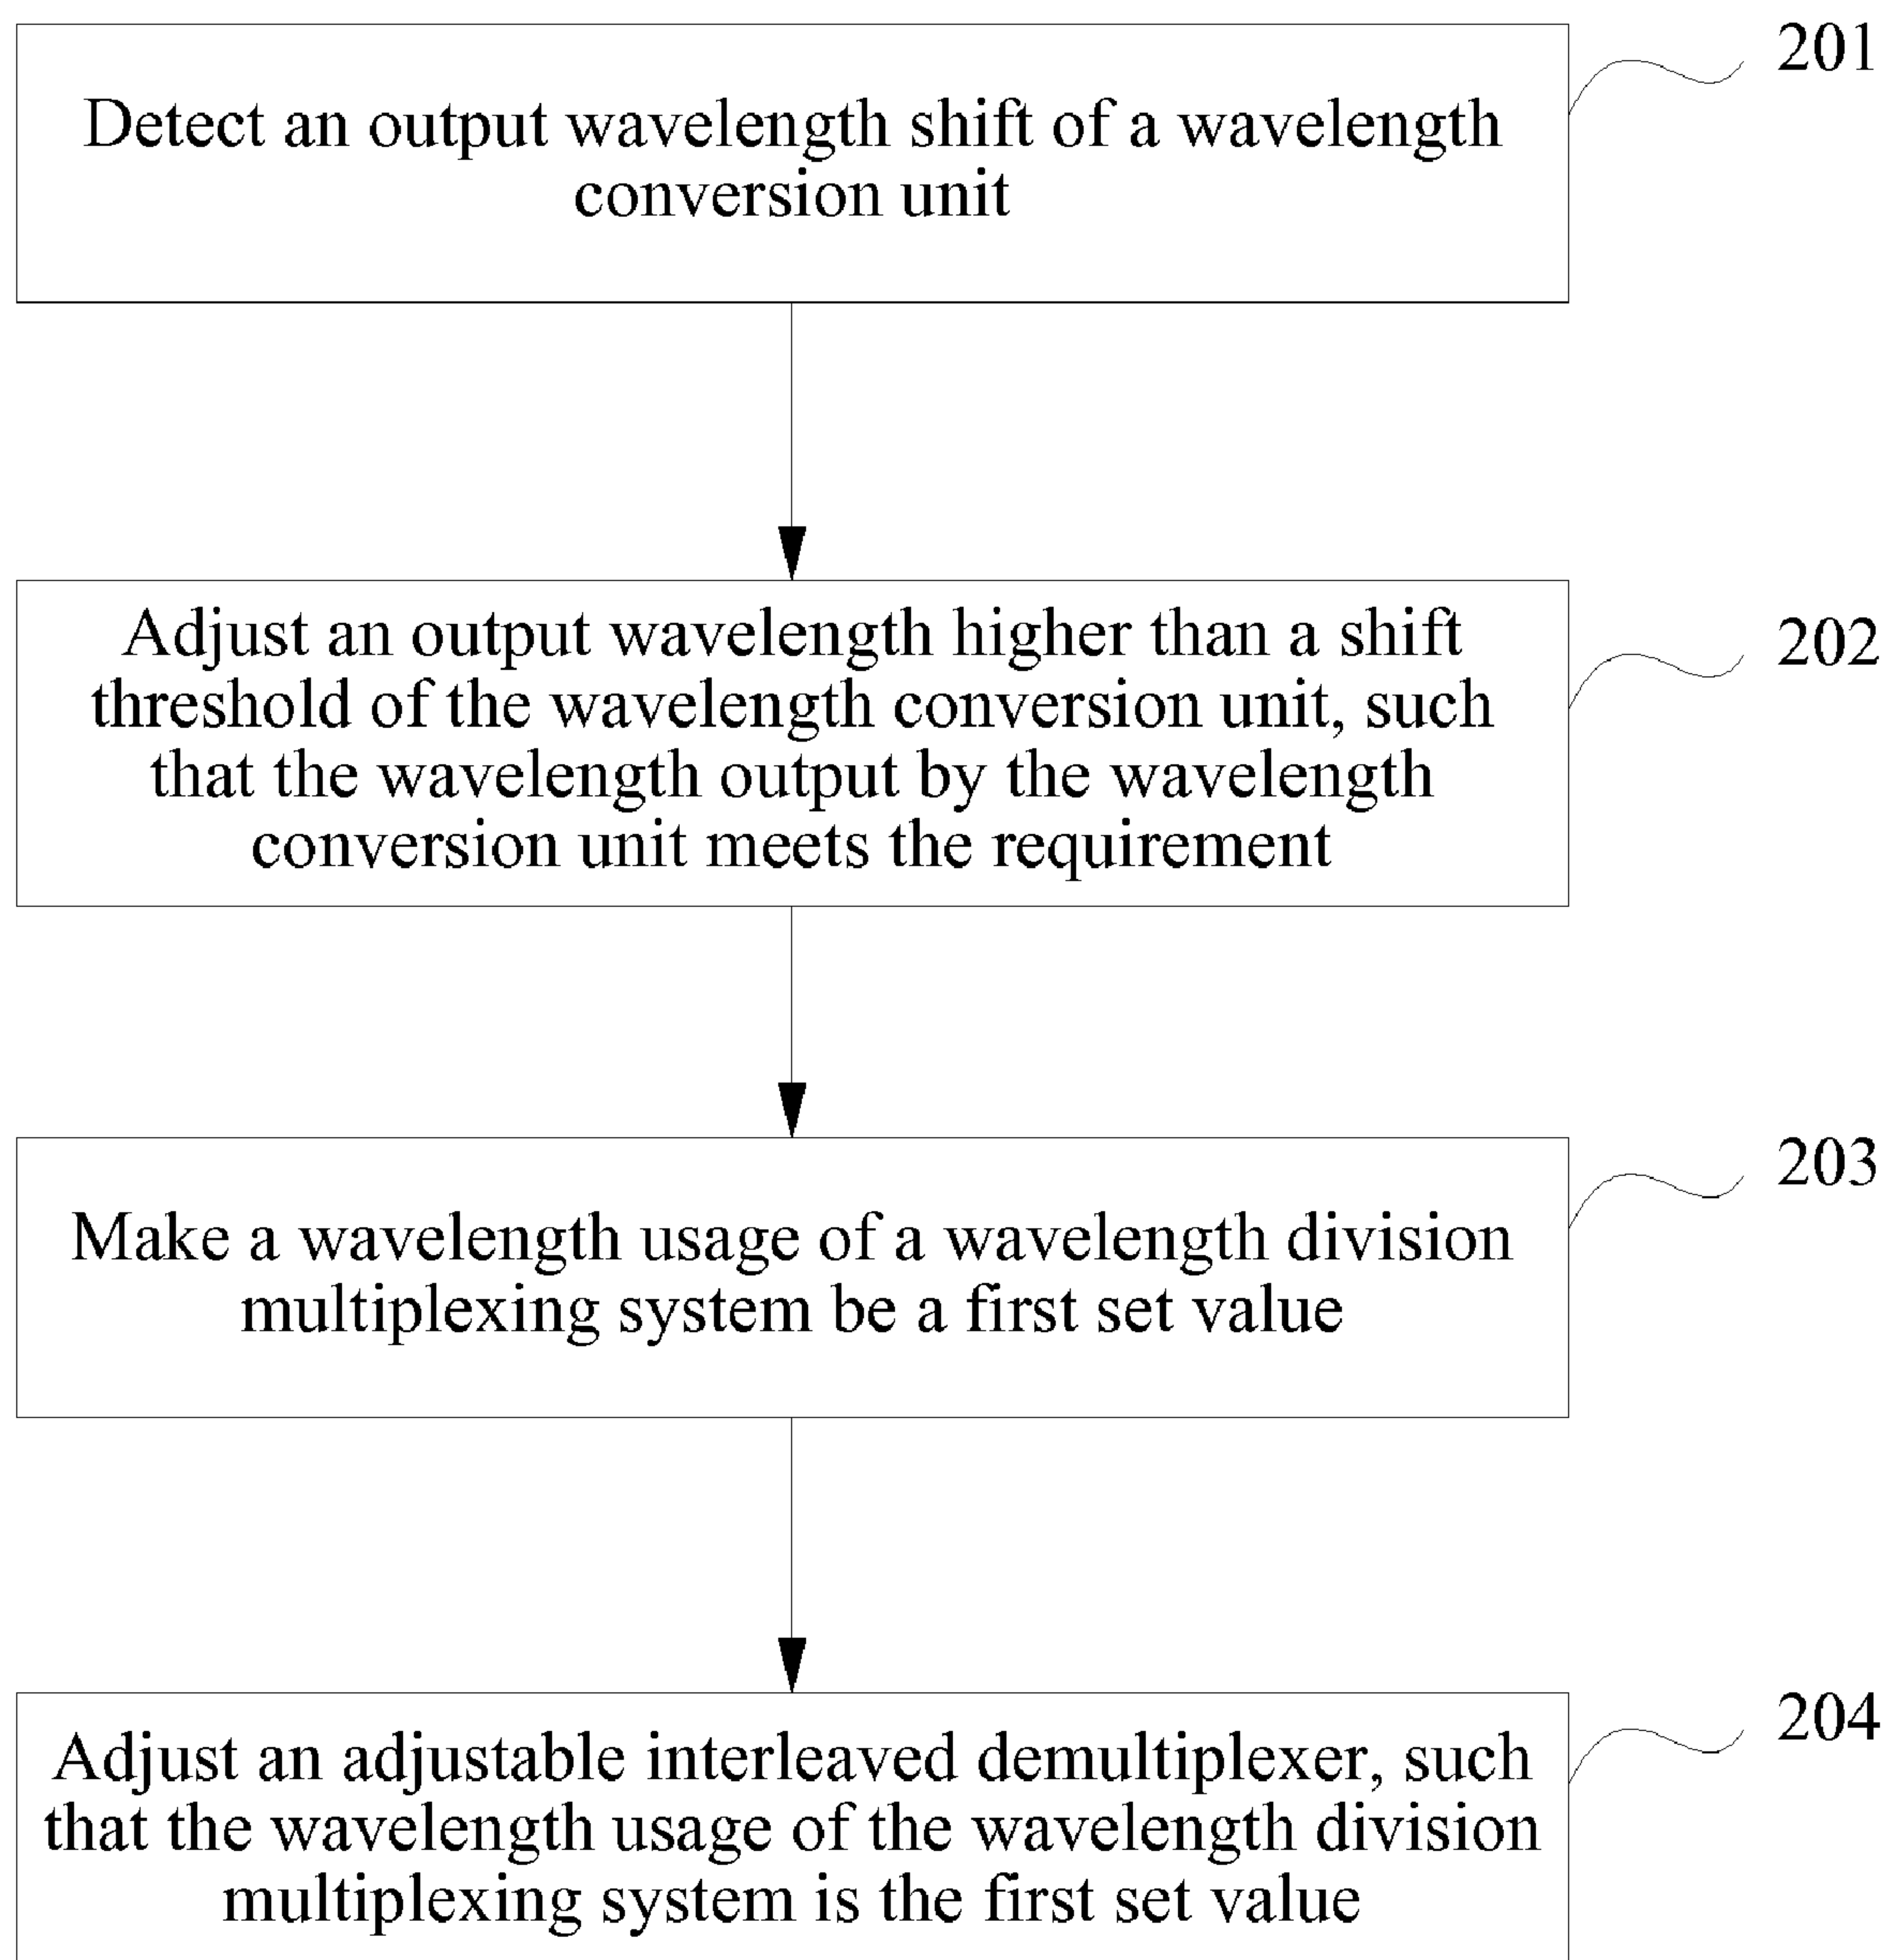 201
Detect an output wavelength shift of a wavelength
conversion unit
202
Adjust an output wavelength higher than a shift
threshold of the wavelength conversion unit, such
that the wavelength output by the wavelength
conversion unit meets the requirement
203
Make a wavelength usage of a wavelength division
multiplexing system be a first set value
204
Adjust an adjustable interleaved demultiplexer, such
that the wavelength usage of the wavelength division
multiplexing system is the first set value